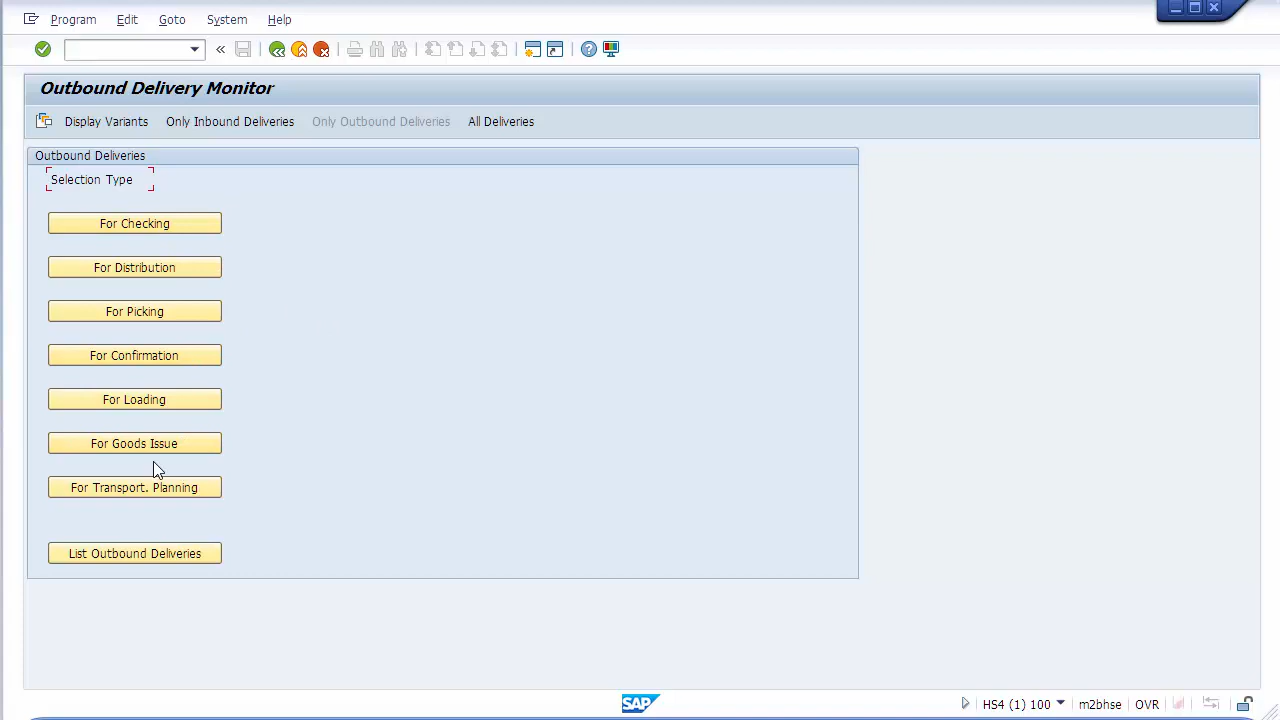 Program Edit Goto System Help
Outbound Delivery Monitor
Display Variants Only Inbound Deliveries Only Outbound Deliveries All Deliveries
Outbound Deliveries
Selection Type
For Checking
For Distribution
For Picking
For Confirmation
For Loading
For Goods Issue
For Transport. Planning
List Outbound Deliveries
SAP HS4 (1) 100 m2bhse OVR